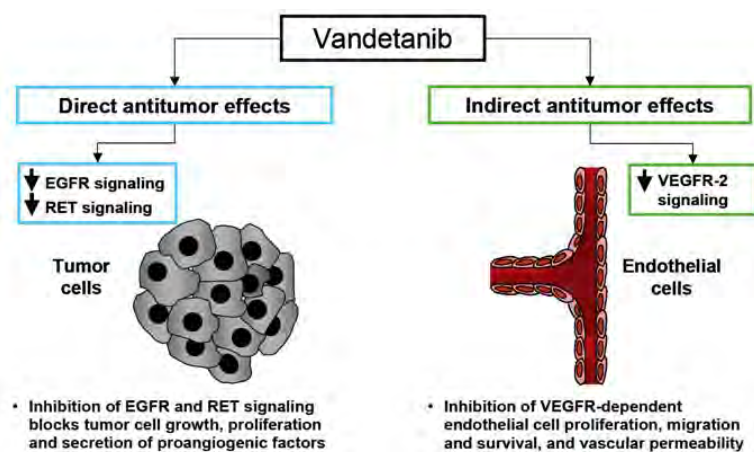 Vandetanib
Direct antitumor effects
Indirect antitumor effects
EGFR signaling
RET signaling
VEGFR-2
signaling
Tumor
cells
Endothelial
cells
• Inhibition of EGFR and RET signaling
blocks tumor cell growth, proliferation
and secretion of proangiogenic factors
• Inhibition of VEGFR-dependent
endothelial cell proliferation, migration
and survival, and vascular permeability